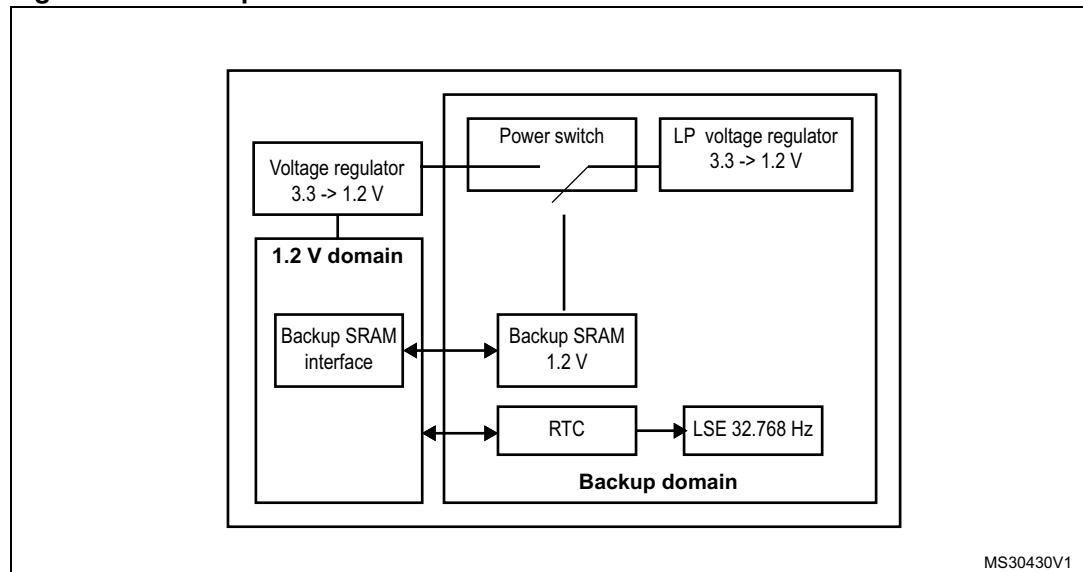 Power switch
LP voltage regulator
3.3 -> 1.2 V
Voltage regulator
3.3 -> 1.2 V
1.2 V domain
Backup SRAM
interface
Backup SRAM
1.2 V
RTC
LSE 32.768 Hz
Backup domain
MS30430V1